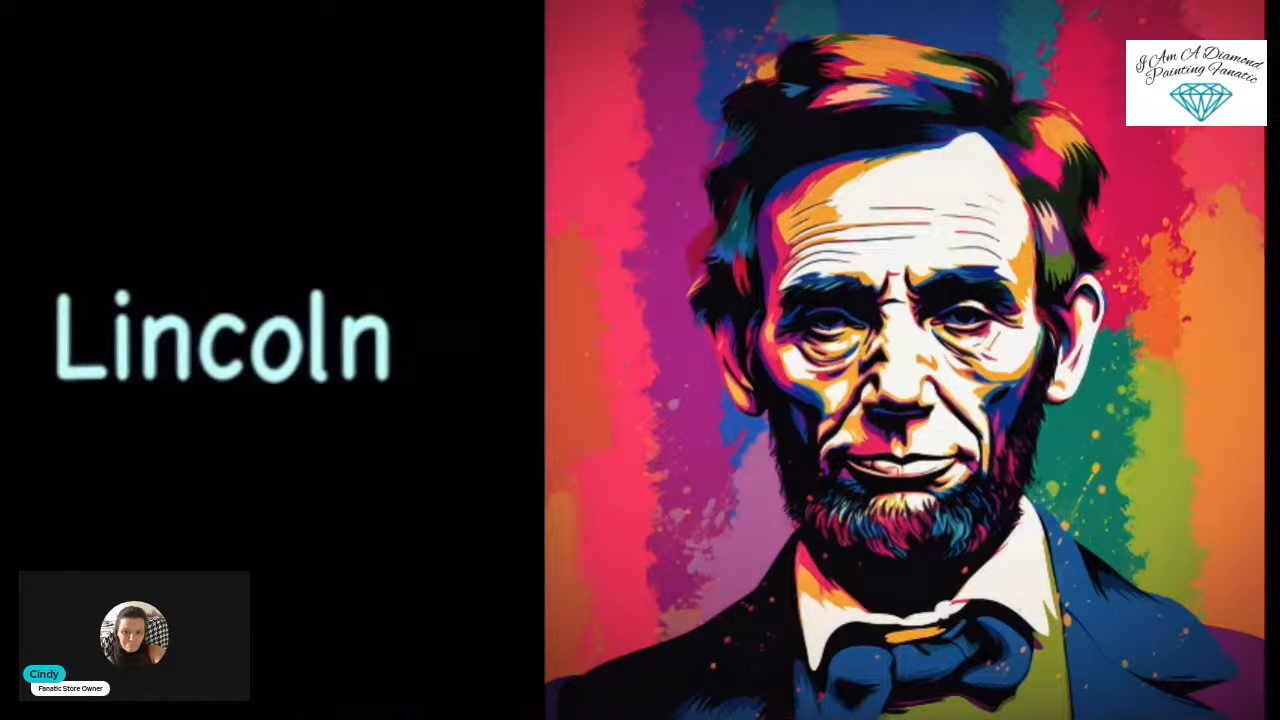 I Am A Diamond
Painting Fanatic
Lincoln
Cindy
Fanatic Store Owner